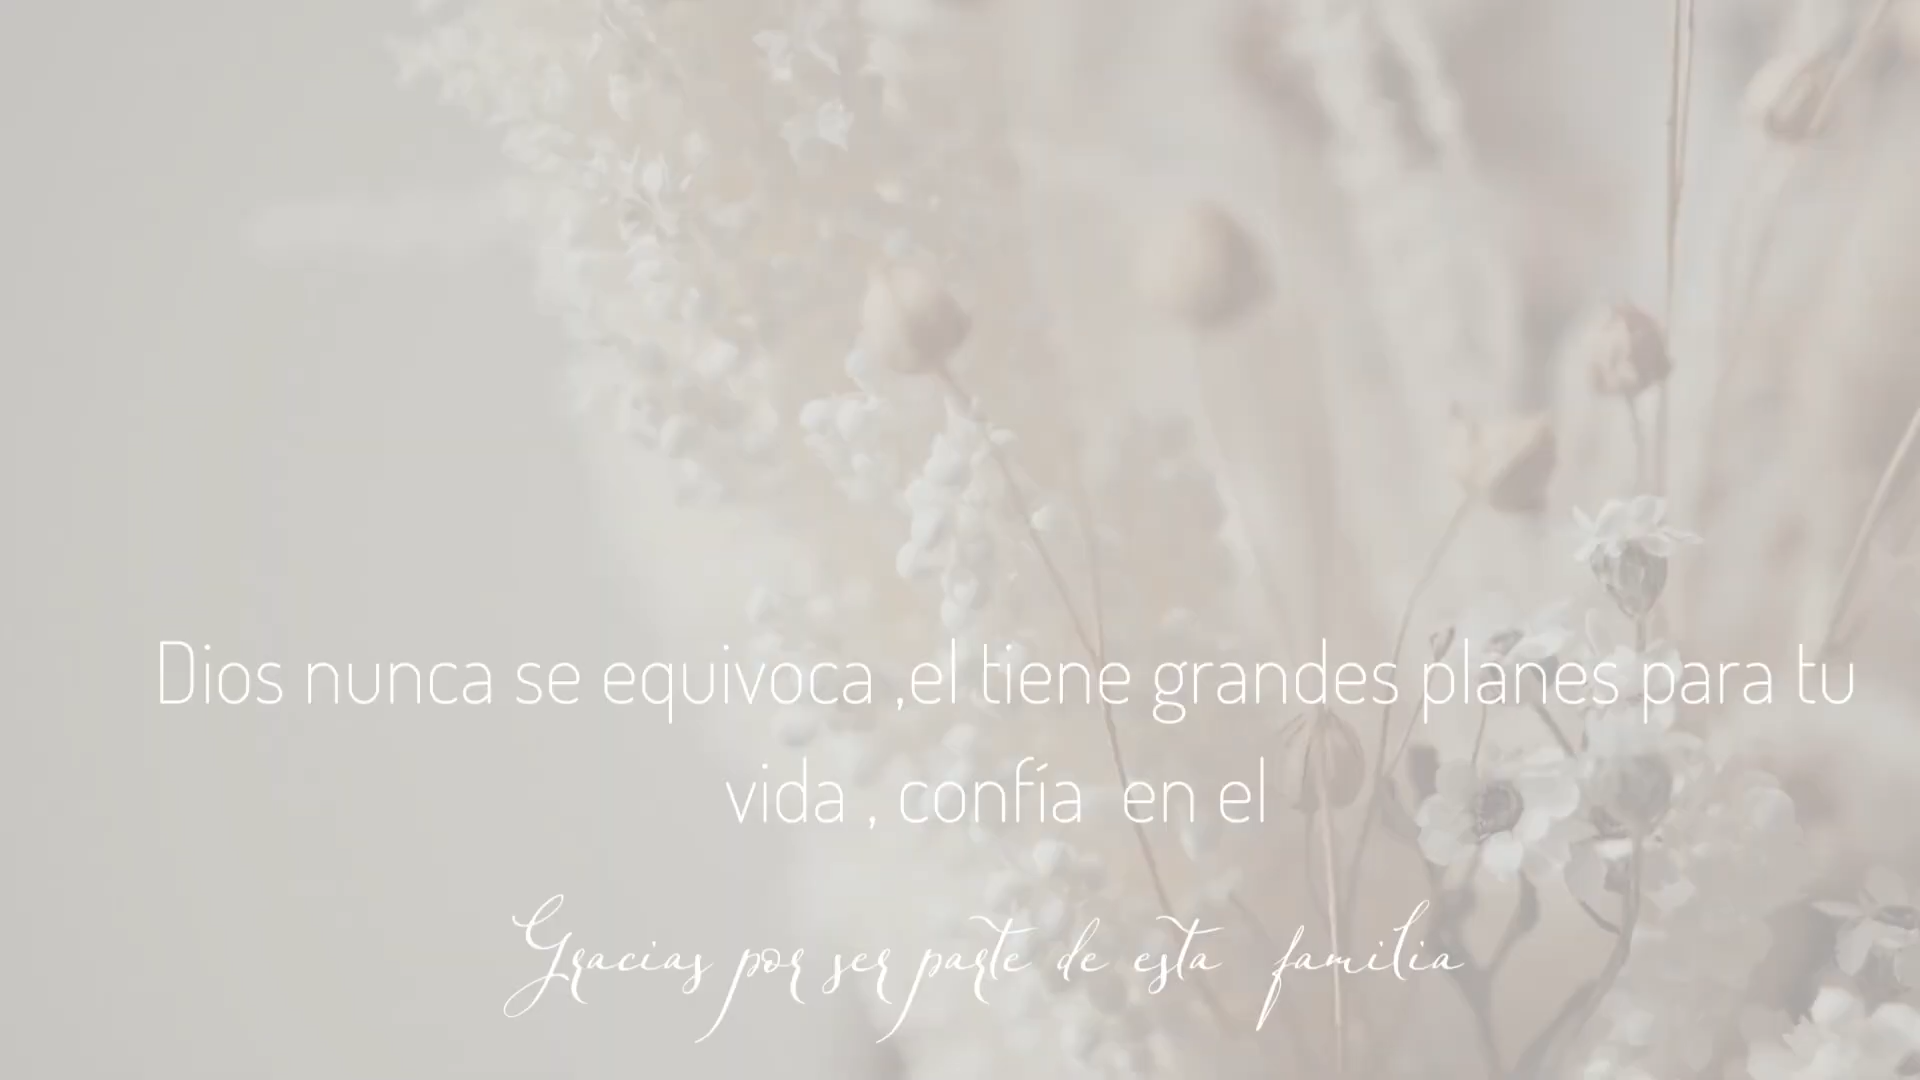 Dios nunca se equivoca ,el tiene grandes planes para tu
vida , confía  en el
Gracias por ser parte de esta  familia